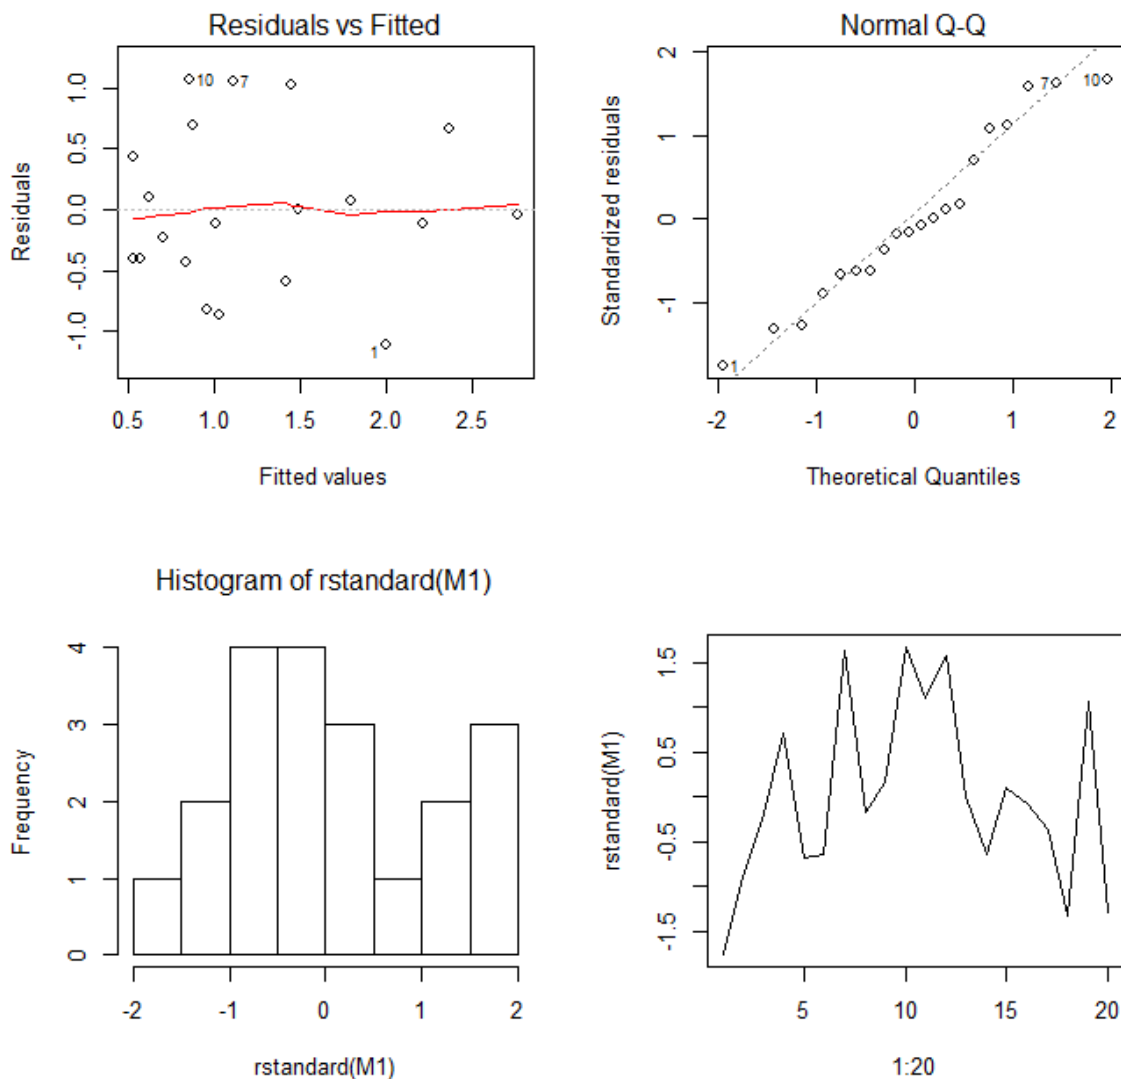 Residuals vs Fitted
Residuals
1.0
0.5
0.0
-0.5
-1.0
10
7
1
0.5 1.0 1.5 2.0 2.5
Fitted values
Normal Q-Q
Standardized residuals
2
1
0
-1
7
10
1
-2 -1 0 1 2
Theoretical Quantiles
Histogram of rstandard(M1)
Frequency
4
3
2
1
0
-2 -1 0 1 2
rstandard(M1)
rstandard(M1)
1.5
0.5
-0.5
-1.5
5 10 15 20
1:20